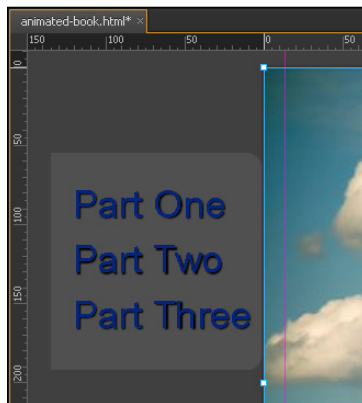 animated-book.html* ×
150 100 50 0 50
0
50
100
150
200
Part One
Part Two
Part Three